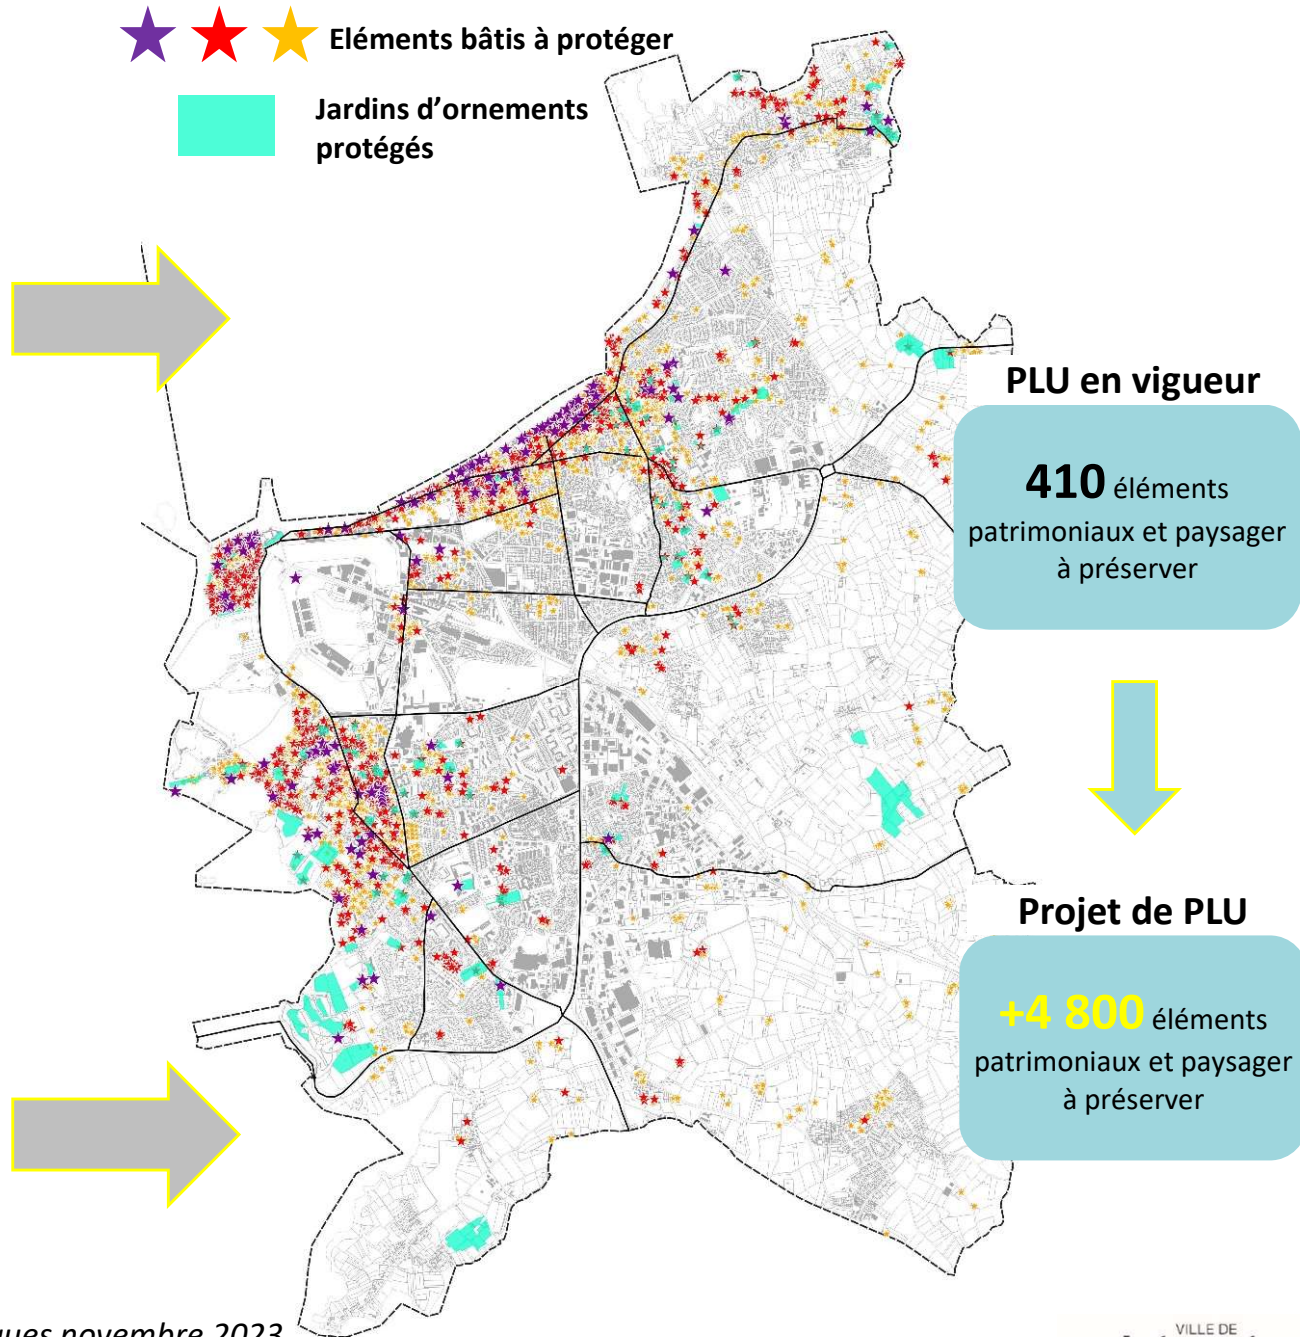 Eléments bâtis à protéger
Jardins d'ornements
protégés
PLU en vigueur
410 éléments
patrimoniaux et paysager
à préserver
Projet de PLU
+4 800 éléments
patrimoniaux et paysager
à préserver
novembre 2023
VILLE DE